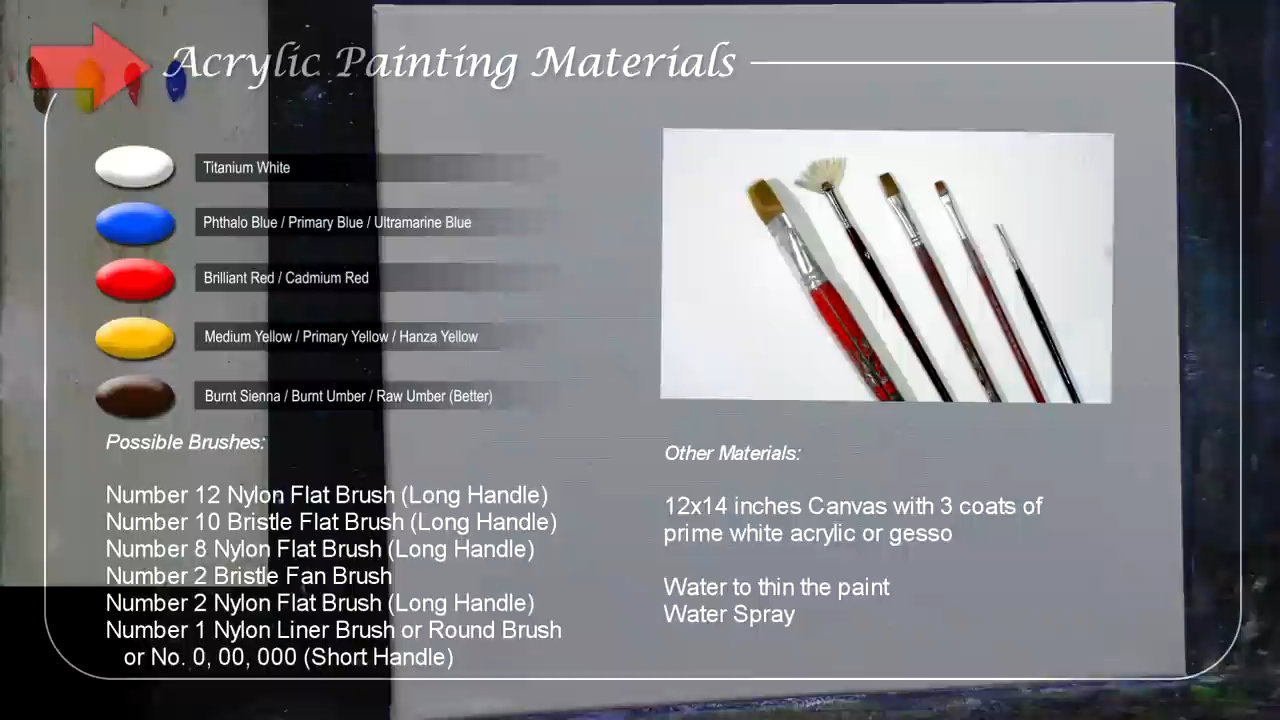 Acrylic Painting Materials
Titanium White
Phthalo Blue / Primary Blue / Ultramarine Blue
Brilliant Red / Cadmium Red
Medium Yellow / Primary Yellow / Hanza Yellow
Burnt Sienna / Burnt Umber / Raw Umber (Better)
Possible Brushes:
Number 12 Nylon Flat Brush (Long Handle)
Number 10 Bristle Flat Brush (Long Handle)
Number 8 Nylon Flat Brush (Long Handle)
Number 2 Bristle Fan Brush
Number 2 Nylon Flat Brush (Long Handle)
Number 1 Nylon Liner Brush or Round Brush
or No. 0, 00, 000 (Short Handle)
Other Materials:
12x14 inches Canvas with 3 coats of
prime white acrylic or gesso
Water to thin the paint
Water Spray